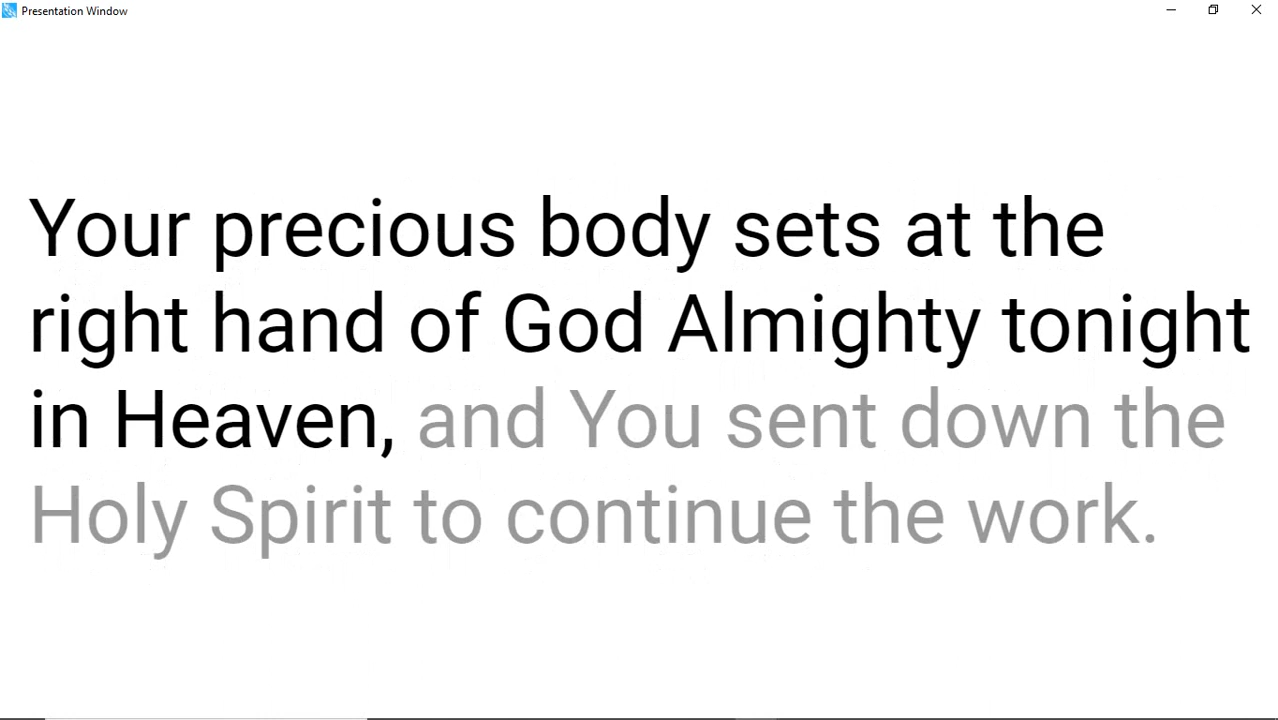 Presentation Window
Your precious body sets at the
right hand of God Almighty tonight
in Heaven, and You sent down the
Holy Spirit to continue the work.